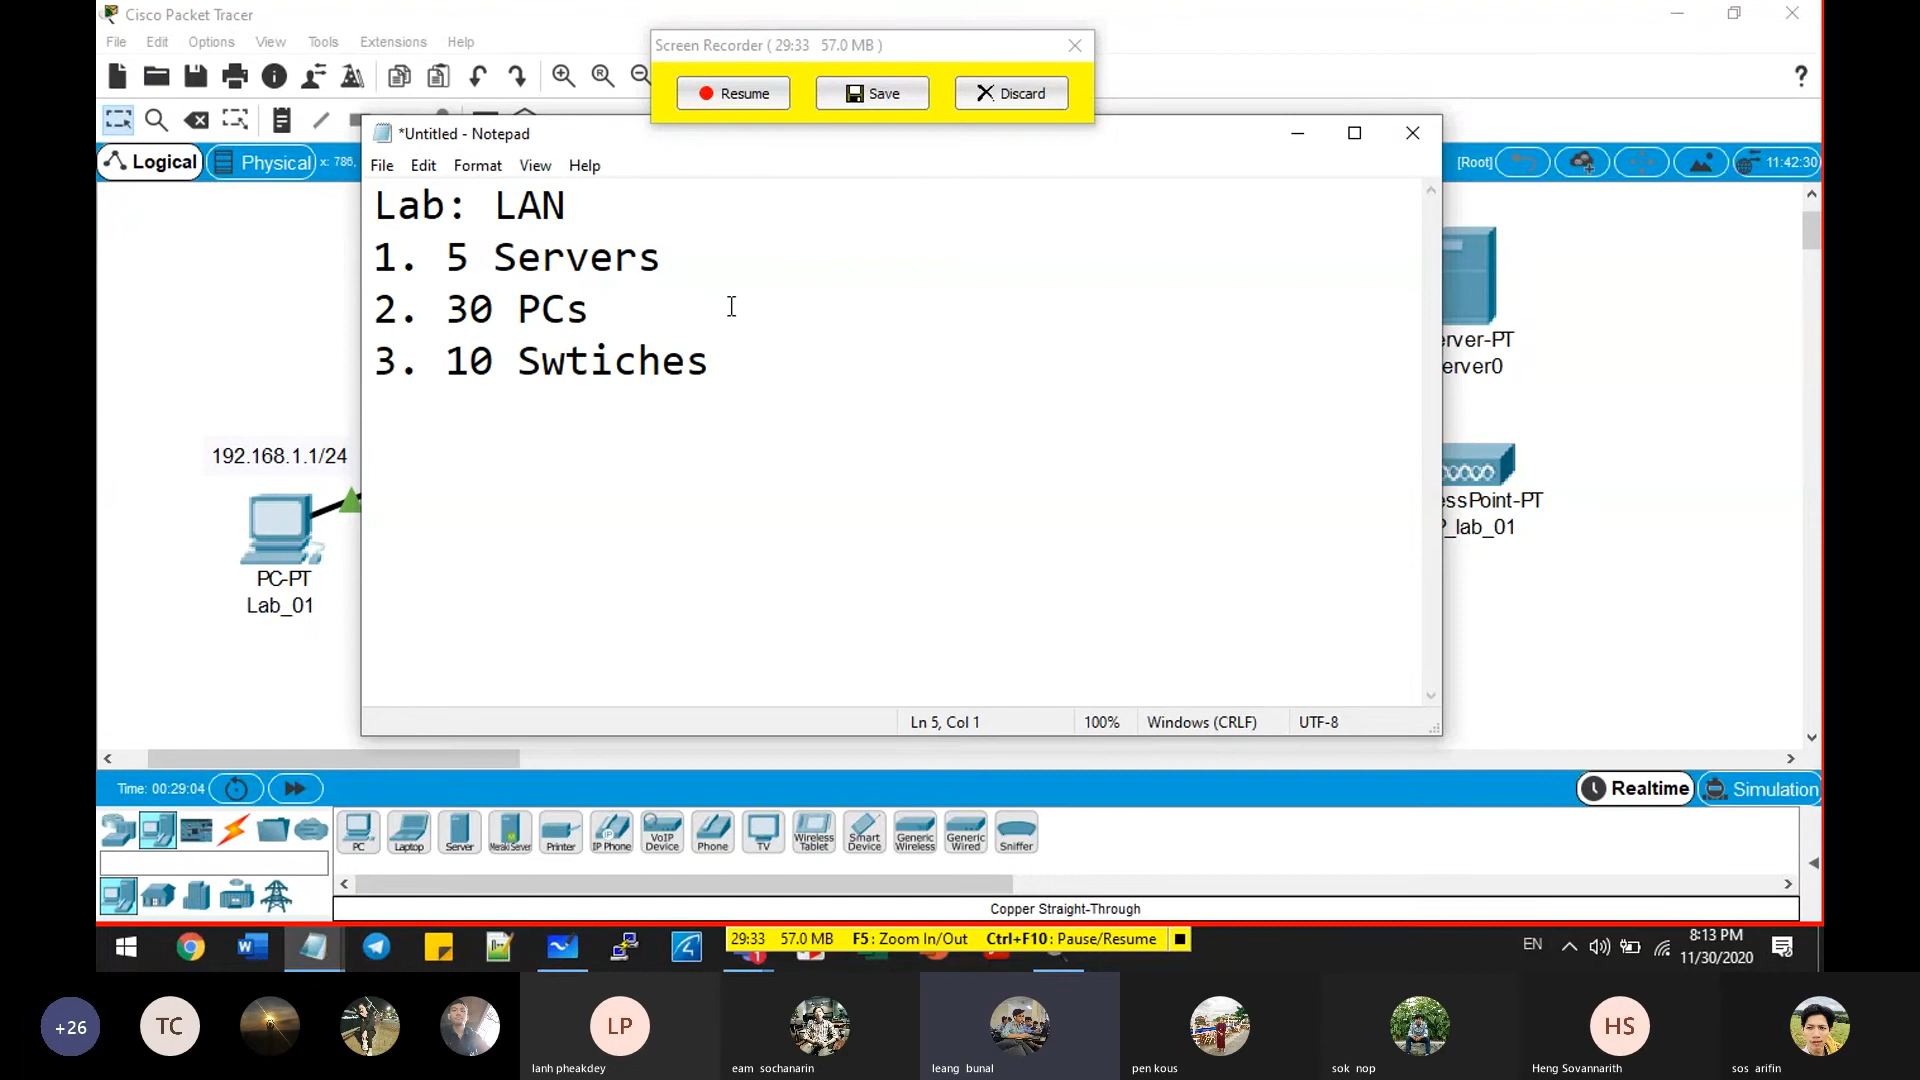 Cisco Packet Tracer
File Edit Options View Tools Extensions Help
Screen Recorder ( 29:33 57.0 MB )
Resume Save Discard
?
*Untitled - Notepad
File Edit Format View Help
Logical Physical x: 786,
[Root] 11:42:30
Lab: LAN
1. 5 Servers
2. 30 PCs
3. 10 Swtiches
192.168.1.1/24
PC-PT
Lab_01
erver-PT
erver0
essPoint-PT
P_lab_01
Ln 5, Col 1 100% Windows (CRLF) UTF-8
Time: 00:29:04
Realtime Simulation
PC Laptop Server Meraki Server Printer IP Phone VoIP Device Phone TV Wireless Tablet Smart Device Generic Wireless Generic Wired Sniffer
Copper Straight-Through
29:33 57.0 MB F5: Zoom In/Out Ctrl+F10: Pause/Resume
EN
8:13 PM
11/30/2020
+26 TC LP HS
lanh pheakdey eam sochanarin leang bunal pen kous sok nop Heng Sovannarith sos arifin